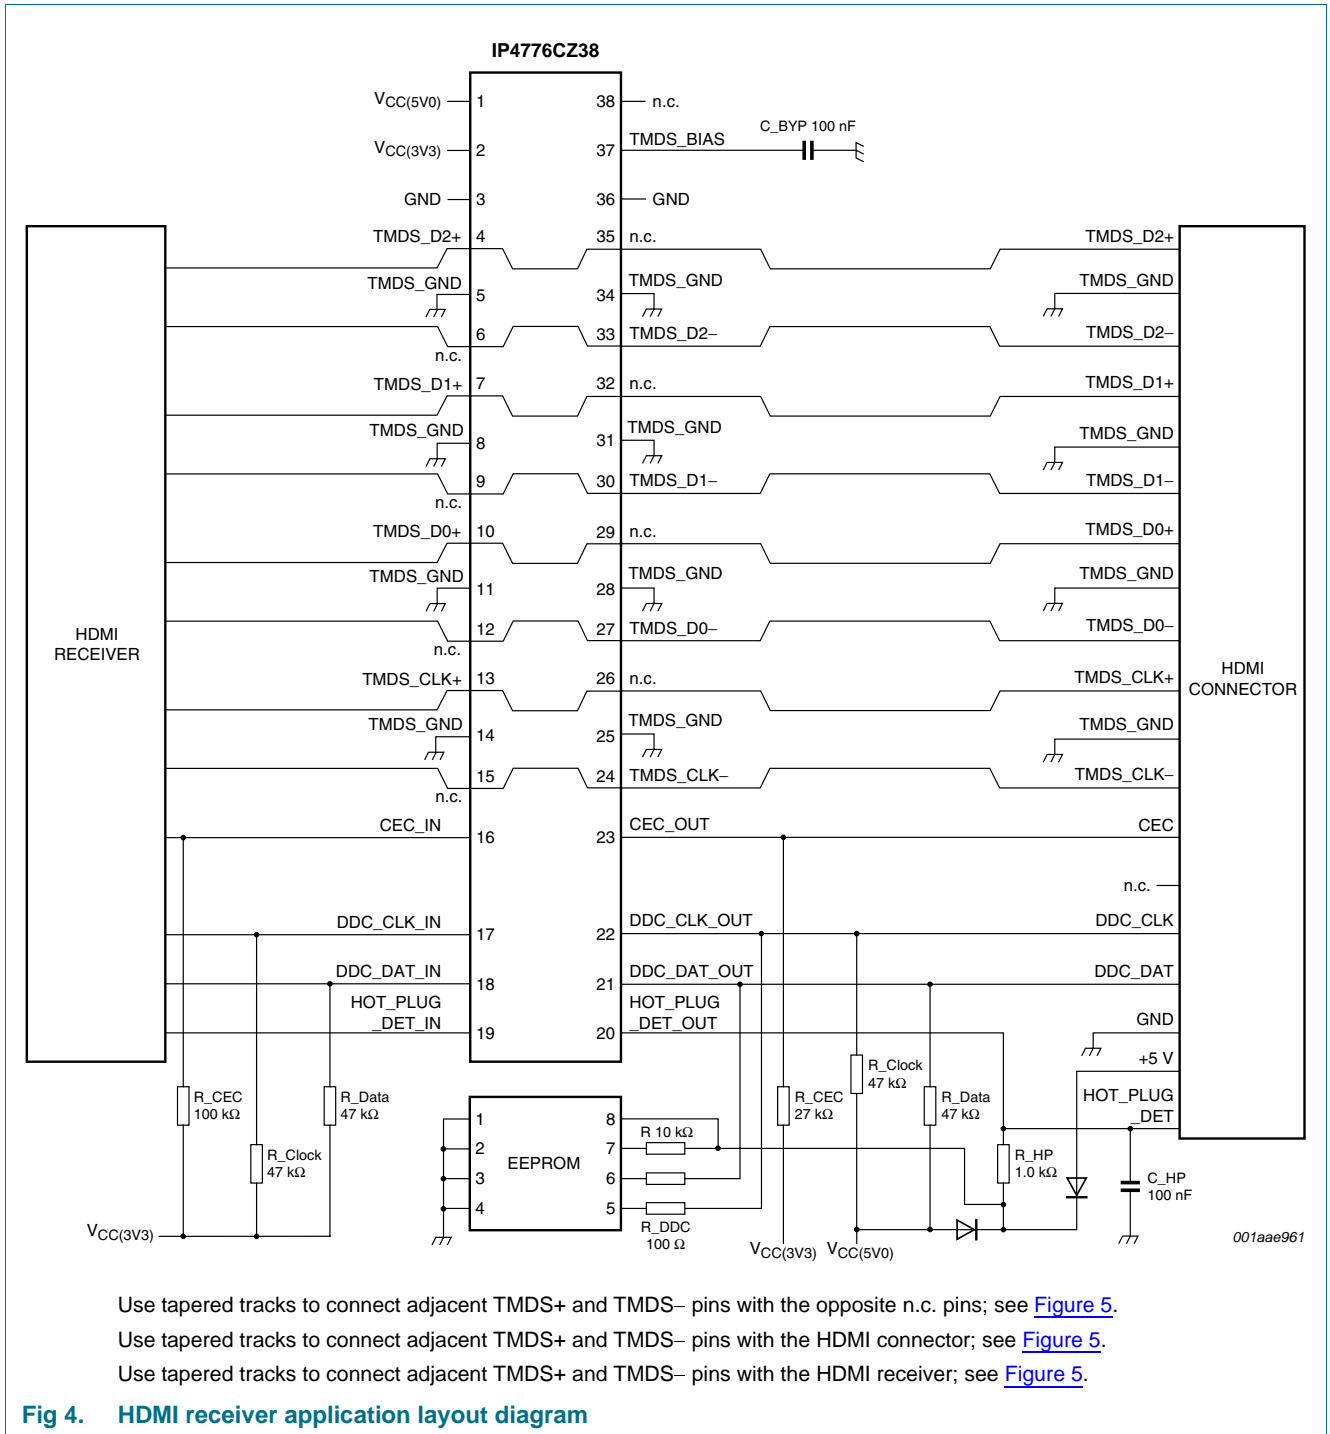 IP4776CZ38
VCC(5V0) 1 38 n.c.
C_BYP 100 nF
VCC(3V3) 2 37 TMDS_BIAS
GND 3 36 GND
TMDS_D2+ 4 35 n.c. TMDS_D2+
TMDS_GND 5 34 TMDS_GND TMDS_GND
n.c. 6 33 TMDS_D2− TMDS_D2−
TMDS_D1+ 7 32 n.c. TMDS_D1+
TMDS_GND 8 31 TMDS_GND TMDS_GND
n.c. 9 30 TMDS_D1− TMDS_D1−
TMDS_D0+ 10 29 n.c. TMDS_D0+
TMDS_GND 11 28 TMDS_GND TMDS_GND
n.c. 12 27 TMDS_D0− TMDS_D0−
HDMI
RECEIVER
TMDS_CLK+ 13 26 n.c. TMDS_CLK+
HDMI
CONNECTOR
TMDS_GND 14 25 TMDS_GND TMDS_GND
n.c. 15 24 TMDS_CLK− TMDS_CLK−
CEC_IN 16 23 CEC_OUT CEC
n.c.
DDC_CLK_IN 17 22 DDC_CLK_OUT DDC_CLK
DDC_DAT_IN 18 21 DDC_DAT_OUT DDC_DAT
HOT_PLUG
_DET_IN 19
20 HOT_PLUG
_DET_OUT
GND
+5 V
HOT_PLUG
_DET
R_CEC
100 kΩ
R_Clock
47 kΩ
R_Data
47 kΩ
VCC(3V3)
EEPROM
1 8
2 7
3 6
4 5
R 10 kΩ
R_DDC
100 Ω
R_CEC
27 kΩ
R_Clock
47 kΩ
R_Data
47 kΩ
R_HP
1.0 kΩ
C_HP
100 nF
VCC(3V3) VCC(5V0)
001aae961
Use tapered tracks to connect adjacent TMDS+ and TMDS− pins with the opposite n.c. pins; see Figure 5.
Use tapered tracks to connect adjacent TMDS+ and TMDS− pins with the HDMI connector; see Figure 5.
Use tapered tracks to connect adjacent TMDS+ and TMDS− pins with the HDMI receiver; see Figure 5.
Fig 4. HDMI receiver application layout diagram